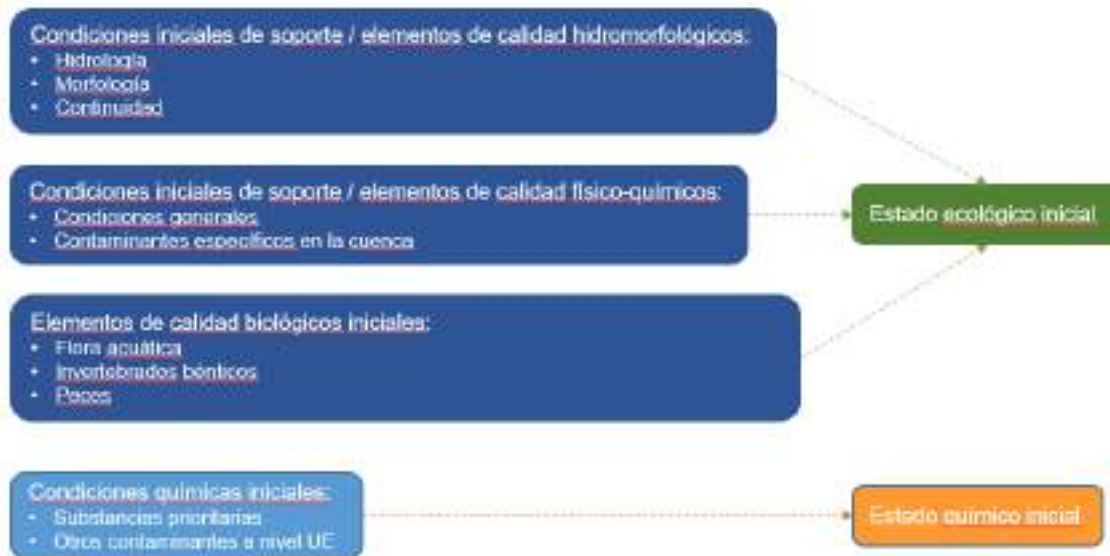 Condiciones iniciales de soporte / elementos de calidad hidromorfológicos:
• Hidrología
• Morfología
• Continuidad
Condiciones iniciales de soporte / elementos de calidad físico-químicos:
• Condiciones generales
• Contaminantes específicos en la cuenca
Estado ecológico inicial
Elementos de calidad biológicos iniciales:
• Flora acuática
• Invertebrados bénticos
• Peces
Condiciones químicas iniciales:
• Substancias prioritarias
• Otros contaminantes a nivel UE
Estado químico inicial